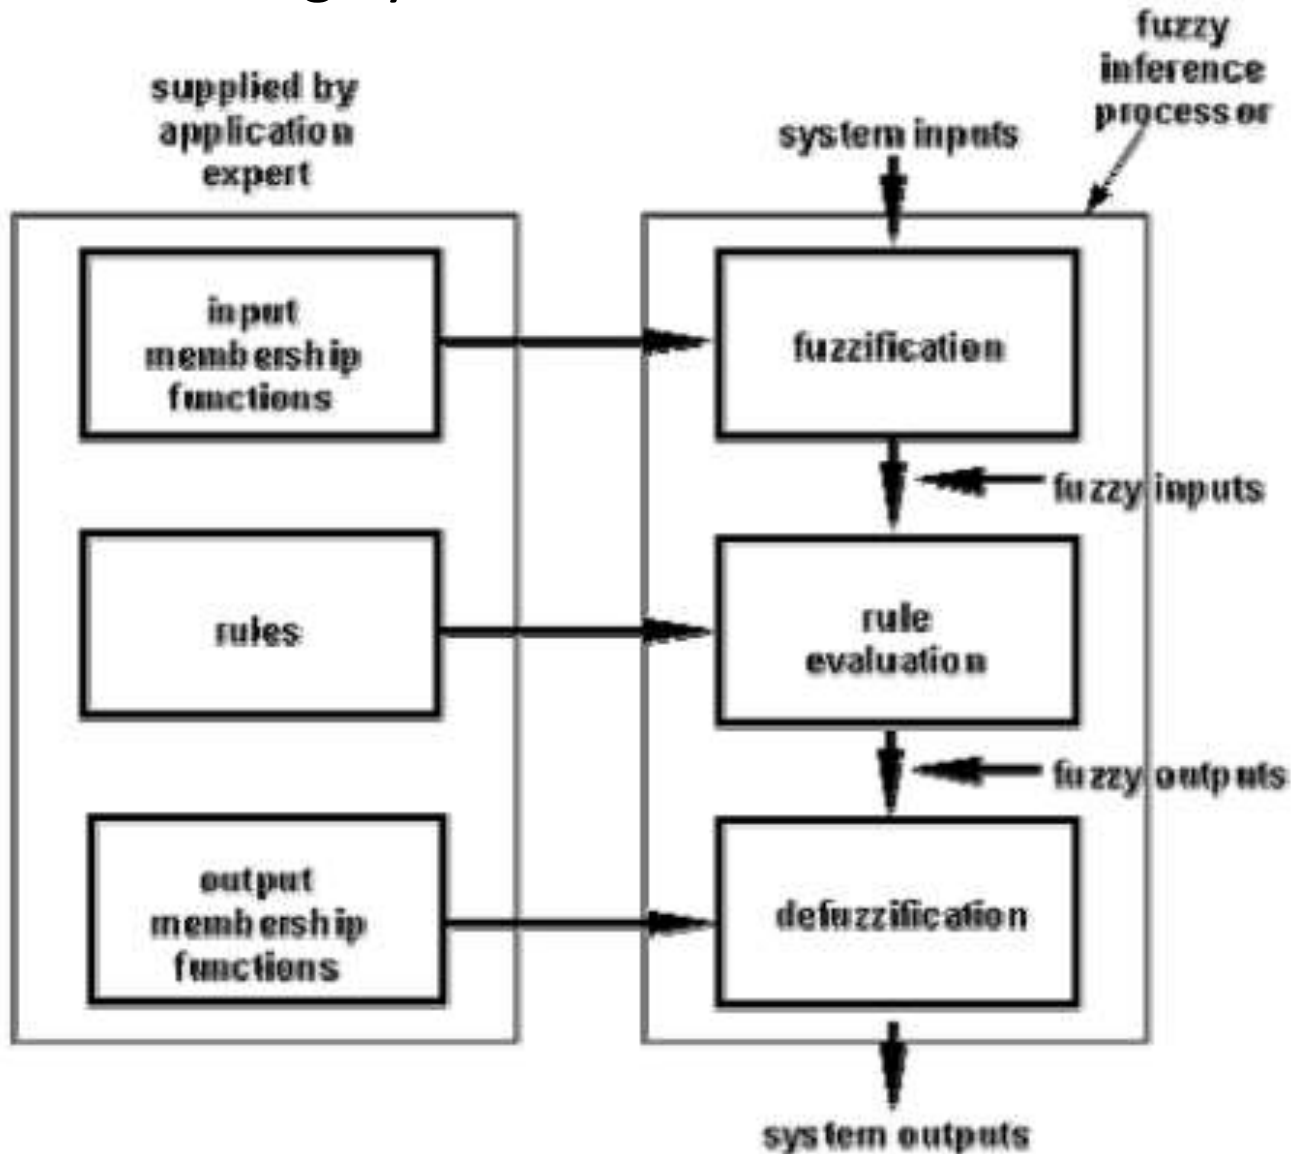 fuzzy
inference
processor
supplied by
application
expert
system inputs
input
membership
functions
fuzzification
fuzzy inputs
rules
rule
evaluation
fuzzy outputs
output
membership
functions
defuzzification
system outputs